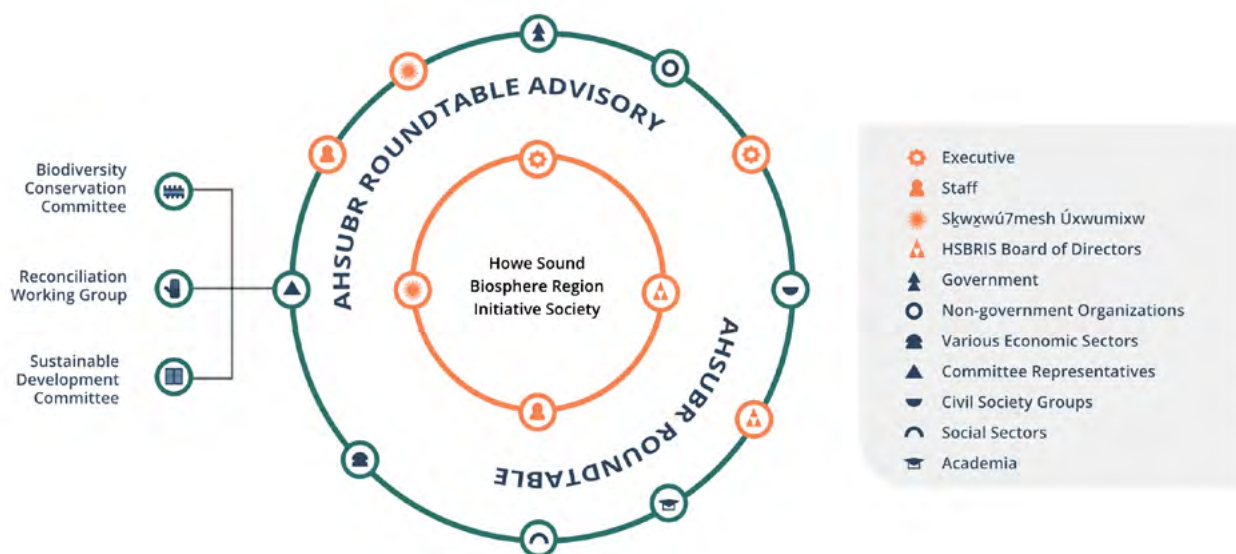 Biodiversity
Conservation
Committee
Reconciliation
Working Group
Sustainable
Development
Committee
AHSUBR ROUNDTABLE ADVISORY
Howe Sound
Biosphere Region
Initiative Society
AHSUBR ROUNDTABLE
Executive
Staff
Sḵwx̱wú7mesh Úxwumixw
HSBRIS Board of Directors
Government
Non-government Organizations
Various Economic Sectors
Committee Representatives
Civil Society Groups
Social Sectors
Academia